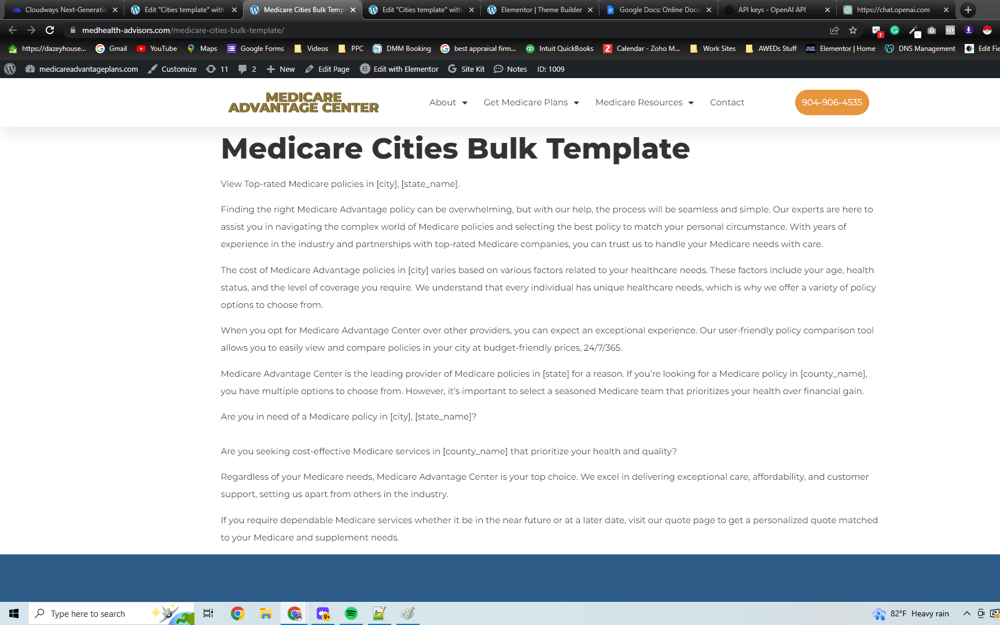 Cloudways Next-Generatio
Edit "Cities template" with
Medicare Cities Bulk Temp
Edit "Cities template" with
Elementor | Theme Builder
Google Docs: Online Docu
API keys - OpenAI API
https://chat.openai.com
medhealth-advisors.com/medicare-cities-bulk-template/
https://dazeyhouse...
Gmail
YouTube
Maps
Google Forms
Videos
PPC
DMM Booking
best appraisal firm...
Intuit QuickBooks
Calendar - Zoho M...
Work Sites
AWEDs Stuff
Elementor | Home
DNS Management
Edit Fie
medicareadvantageplans.com
Customize
11
2
New
Edit Page
Edit with Elementor
Site Kit
Notes
ID: 1009
MEDICARE
ADVANTAGE CENTER
About
Get Medicare Plans
Medicare Resources
Contact
904-906-4535
Medicare Cities Bulk Template
View Top-rated Medicare policies in [city], [state_name].
Finding the right Medicare Advantage policy can be overwhelming, but with our help, the process will be seamless and simple. Our experts are here to
assist you in navigating the complex world of Medicare policies and selecting the best policy to match your personal circumstance. With years of
experience in the industry and partnerships with top-rated Medicare companies, you can trust us to handle your Medicare needs with care.
The cost of Medicare Advantage policies in [city] varies based on various factors related to your healthcare needs. These factors include your age, health
status, and the level of coverage you require. We understand that every individual has unique healthcare needs, which is why we offer a variety of policy
options to choose from.
When you opt for Medicare Advantage Center over other providers, you can expect an exceptional experience. Our user-friendly policy comparison tool
allows you to easily view and compare policies in your city at budget-friendly prices, 24/7/365.
Medicare Advantage Center is the leading provider of Medicare policies in [state] for a reason. If you’re looking for a Medicare policy in [county_name],
you have multiple options to choose from. However, it’s important to select a seasoned Medicare team that prioritizes your health over financial gain.
Are you in need of a Medicare policy in [city], [state_name]?
Are you seeking cost-effective Medicare services in [county_name] that prioritize your health and quality?
Regardless of your Medicare needs, Medicare Advantage Center is your top choice. We excel in delivering exceptional care, affordability, and customer
support, setting us apart from others in the industry.
If you require dependable Medicare services whether it be in the near future or at a later date, visit our quote page to get a personalized quote matched
to your Medicare and supplement needs.
Type here to search
9+
82°F Heavy rain